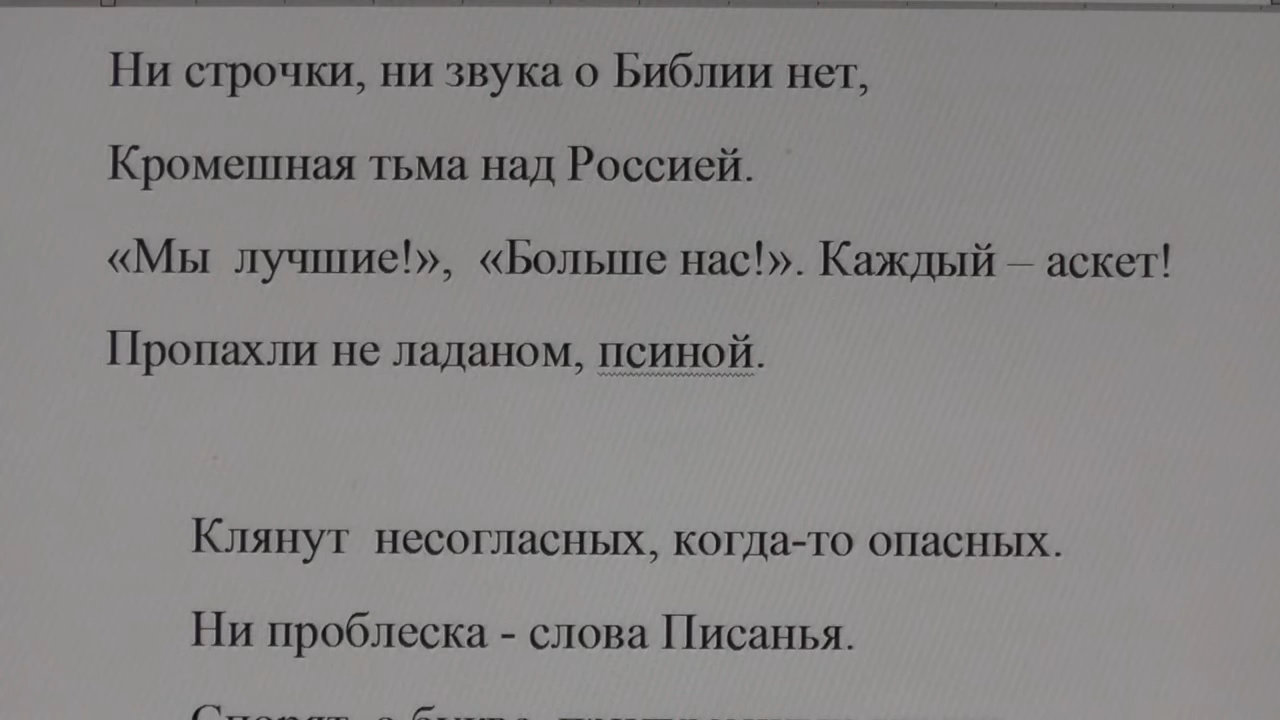 Ни строчки, ни звука о Библии нет,
Кромешная тьма над Россией.
«Мы лучшие!», «Больше нас!». Каждый – аскет!
Пропахли не ладаном, псиной.
Клянут несогласных, когда-то опасных.
Ни проблеска - слова Писанья.